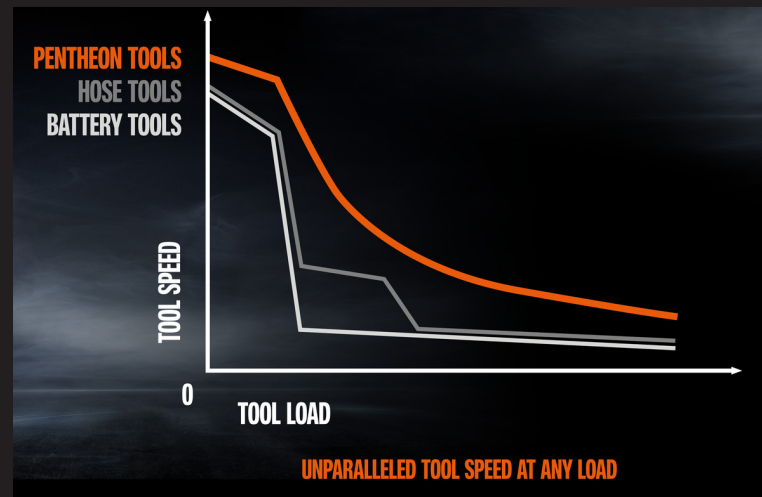 PENTHEON TOOLS
HOSE TOOLS
BATTERY TOOLS
TOOL SPEED
0
TOOL LOAD
UNPARALLELED TOOL SPEED AT ANY LOAD